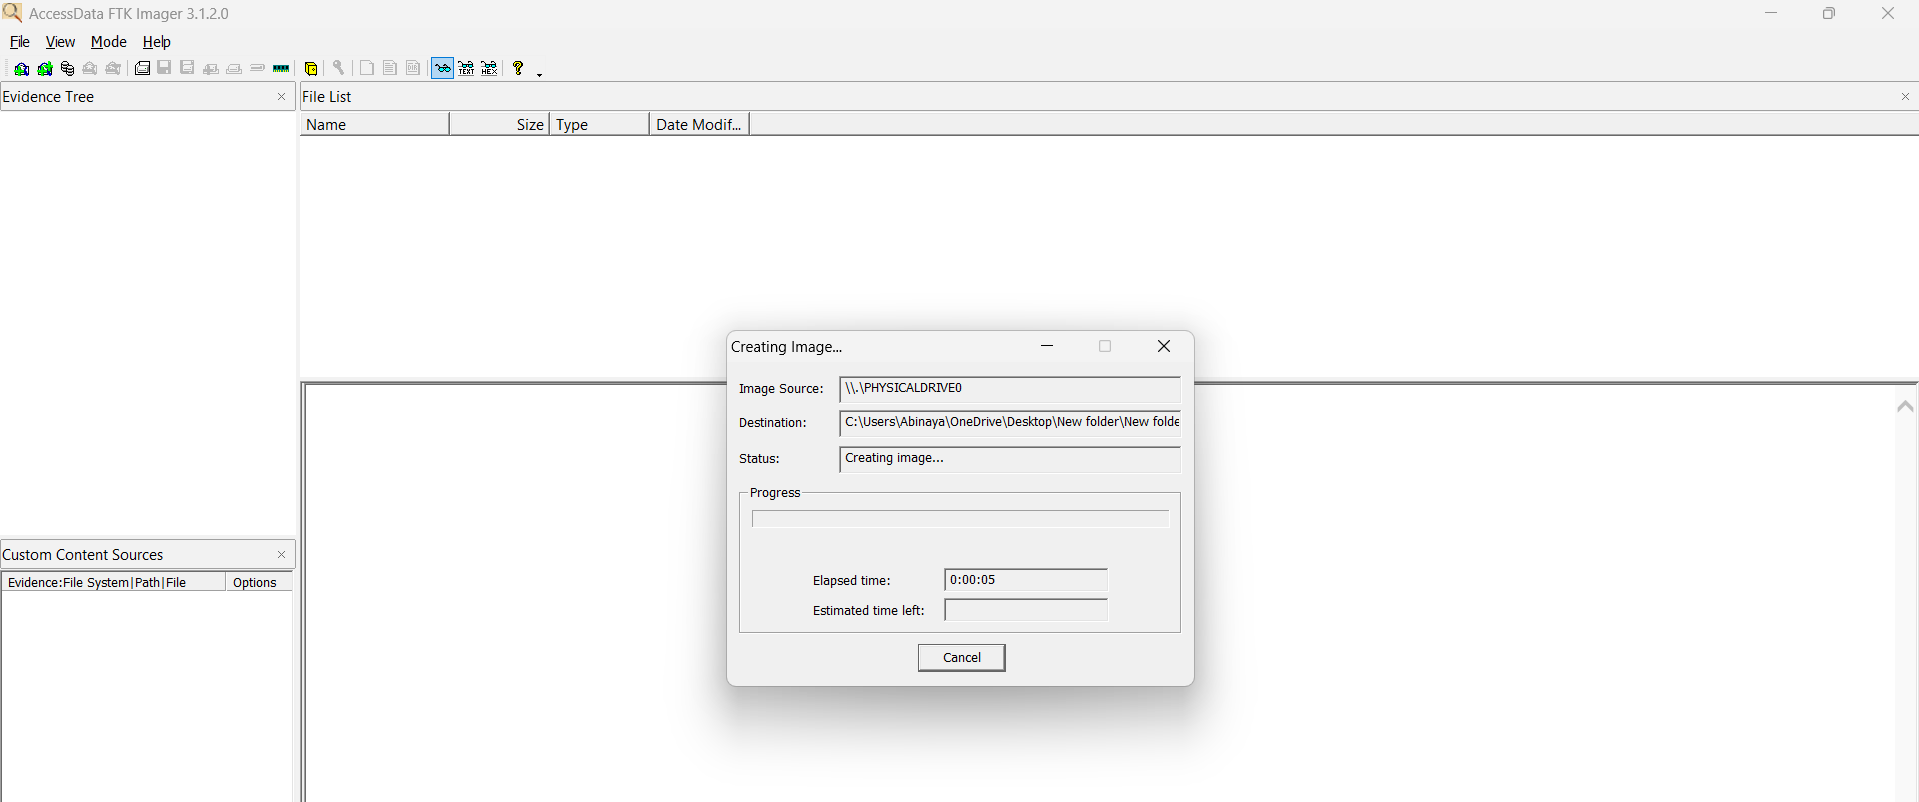 AccessData FTK Imager 3.1.2.0
File View Mode Help
TEXT HEX ?
Evidence Tree
File List
Name Size Type Date Modif...
Creating Image...
Image Source: \\.\PHYSICALDRIVE0
Destination: C:\Users\Abinaya\OneDrive\Desktop\New folder\New folde
Status: Creating image...
Progress
Elapsed time: 0:00:05
Estimated time left:
Cancel
Custom Content Sources
Evidence:File System|Path|File Options